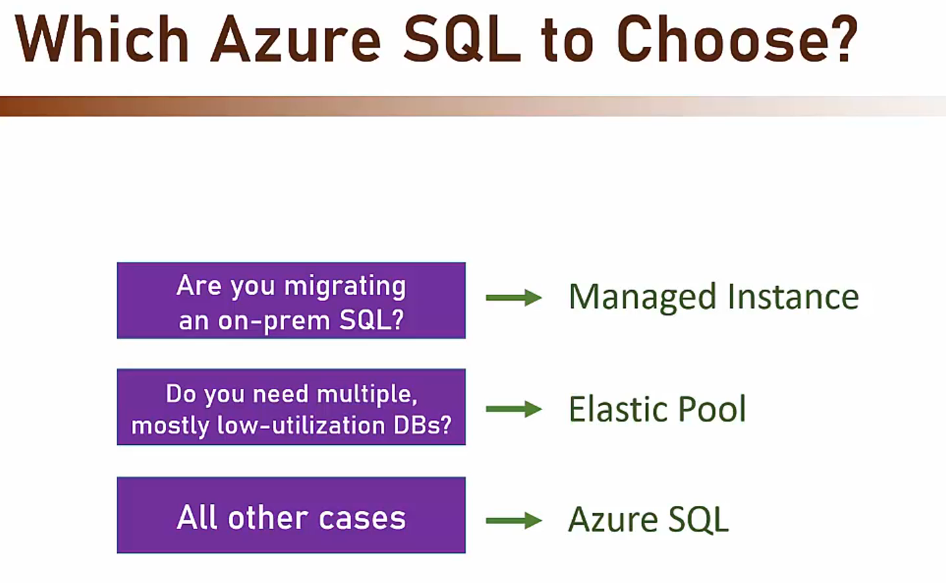 Which Azure SQL to Choose?
Are you migrating
an on-prem SQL?
Managed Instance
Do you need multiple,
mostly low-utilization DBs?
Elastic Pool
All other cases
Azure SQL